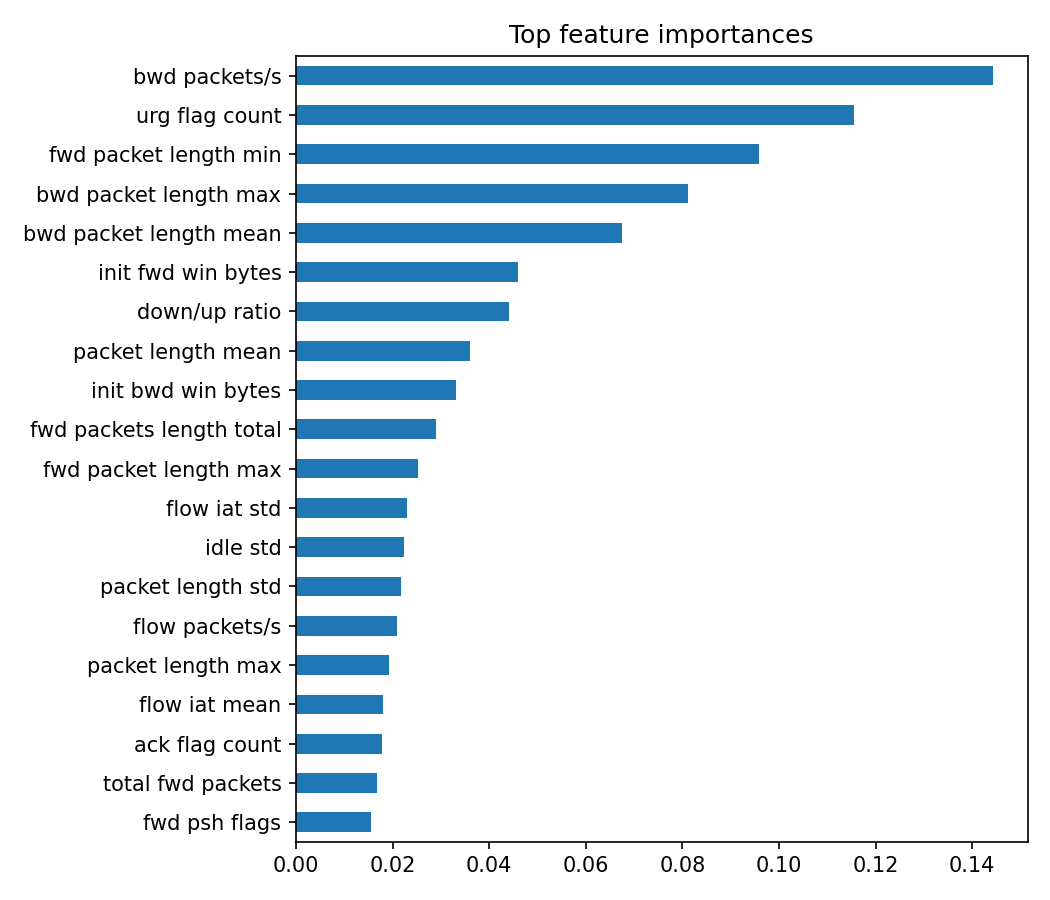 Top feature importances
bwd packets/s
urg flag count
fwd packet length min
bwd packet length max
bwd packet length mean
init fwd win bytes
down/up ratio
packet length mean
init bwd win bytes
fwd packets length total
fwd packet length max
flow iat std
idle std
packet length std
flow packets/s
packet length max
flow iat mean
ack flag count
total fwd packets
fwd psh flags
0.00 0.02 0.04 0.06 0.08 0.10 0.12 0.14